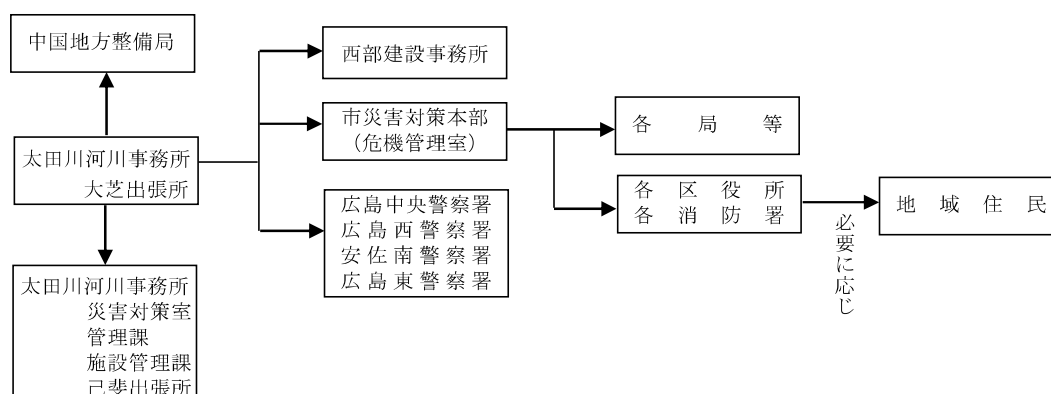 中国地方整備局
太田川河川事務所
大芝出張所
太田川河川事務所
災害対策室
管理課
施設管理課
己斐出張所
西部建設事務所
市災害対策本部
（危機管理室）
広島中央警察署
広島西警察署
安佐南警察署
広島東警察署
各局等
各区役所
各消防署
必要に応じ
地域住民